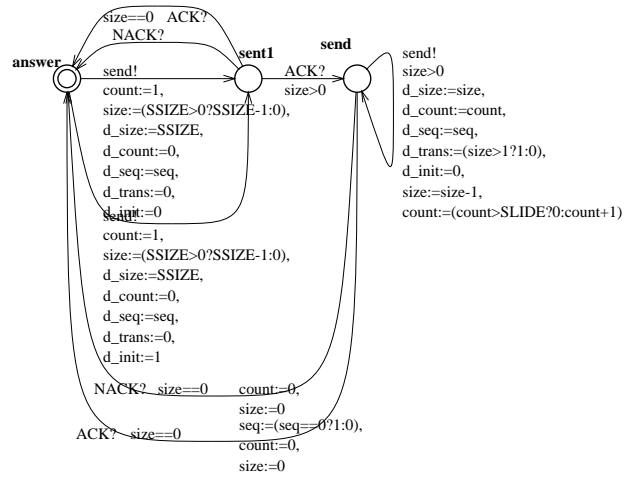 size==0 ACK?
NACK?
answer
sent1
send
send!
count:=1,
size:=(SSIZE>0?SSIZE-1:0),
d_size:=SSIZE,
d_count:=0,
d_seq:=seq,
d_trans:=0,
d_init:=0
send!
count:=1,
size:=(SSIZE>0?SSIZE-1:0),
d_size:=SSIZE,
d_count:=0,
d_seq:=seq,
d_trans:=0,
d_init:=1
ACK?
size>0
send!
size>0
d_size:=size,
d_count:=count,
d_seq:=seq,
d_trans:=(size>1?1:0),
d_init:=0,
size:=size-1,
count:=(count>SLIDE?0:count+1)
NACK? size==0 count:=0,
size:=0
ACK? size==0 seq:=(seq==0?1:0),
count:=0,
size:=0